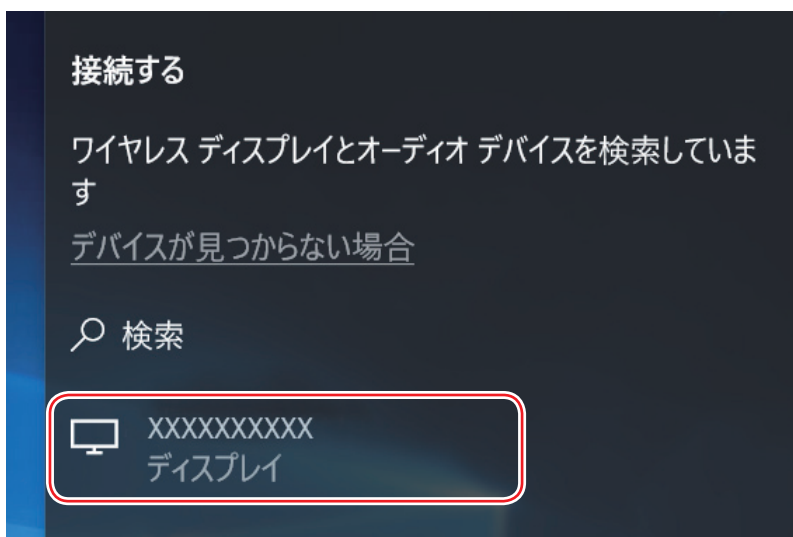 接続する
ワイヤレス ディスプレイとオーディオ デバイスを検索していま
す
デバイスが見つからない場合
検索
XXXXXXXXXX
ディスプレイ